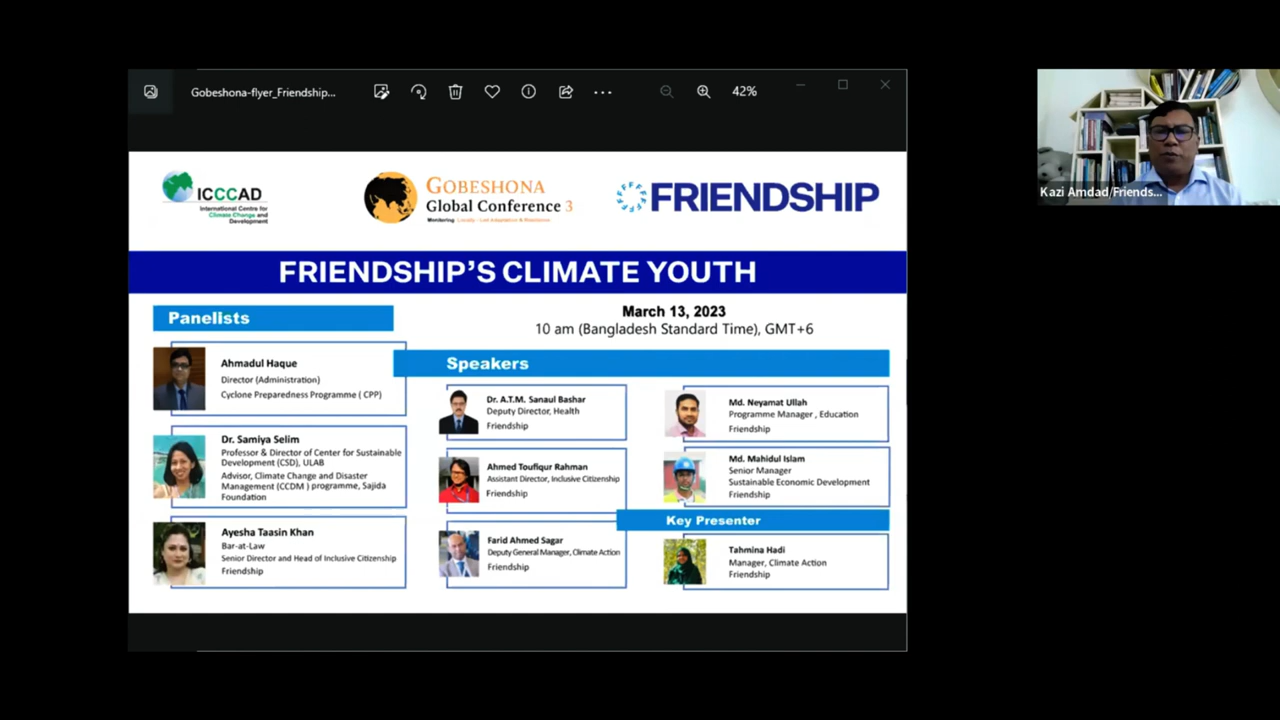 Gobeshona-flyer_Friendship...
42%
ICCCAD
International Centre for
Climate Change and
Development
GOBESHONA
Global Conference 3
FRIENDSHIP
FRIENDSHIP'S CLIMATE YOUTH
March 13, 2023
10 am (Bangladesh Standard Time), GMT+6
Panelists
Ahmadul Haque
Director (Administration)
Cyclone Preparedness Programme ( CPP)
Dr. Samiya Selim
Professor & Director of Center for Sustainable
Development (CSD), ULAB
Advisor, Climate Change and Disaster
Management (CCDM ) programme, Sajida
Foundation
Ayesha Taasin Khan
Bar-at-Law
Senior Director and Head of Inclusive Citizenship
Friendship
Speakers
Dr. A.T.M. Sanaul Bashar
Deputy Director, Health
Friendship
Ahmed Toufiqur Rahman
Assistant Director, Inclusive Citizenship
Friendship
Farid Ahmed Sagar
Deputy General Manager, Climate Action
Friendship
Md. Neyamat Ullah
Programme Manager , Education
Friendship
Md. Mahidul Islam
Senior Manager
Sustainable Economic Development
Friendship
Key Presenter
Tahmina Hadi
Manager, Climate Action
Friendship
Kazi Amdad/Friends...